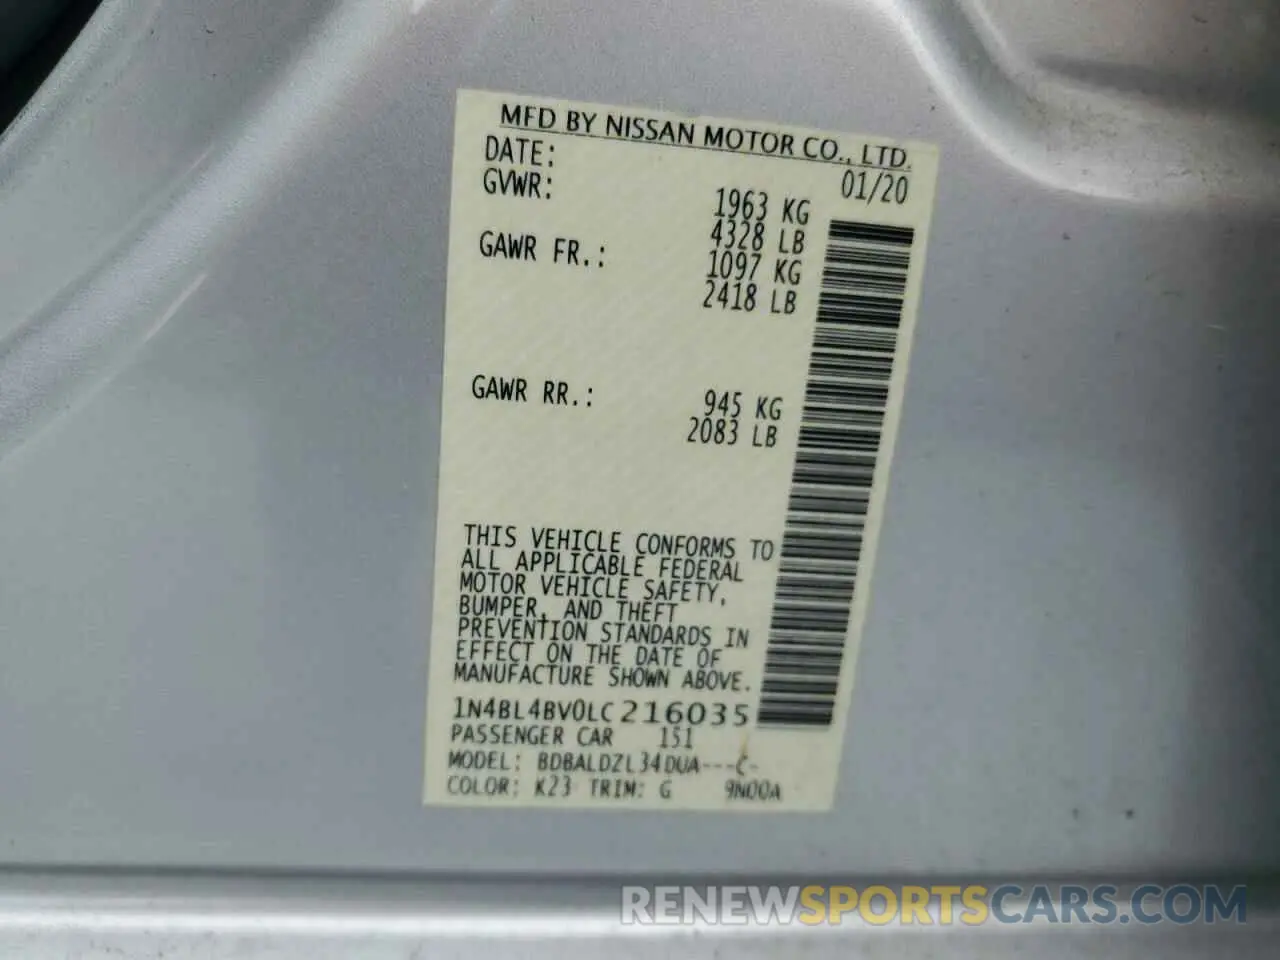 MFD BY NISSAN MOTOR CO., LTD.
DATE: 01/20
GVWR: 1963 KG
4328 LB
GAWR FR.: 1097 KG
2418 LB
GAWR RR.: 945 KG
2083 LB
THIS VEHICLE CONFORMS TO
ALL APPLICABLE FEDERAL
MOTOR VEHICLE SAFETY,
BUMPER, AND THEFT
PREVENTION STANDARDS IN
EFFECT ON THE DATE OF
MANUFACTURE SHOWN ABOVE.
1N4BL4BV0LC216035
PASSENGER CAR 151
MODEL: BDBALDZL34DUA---C-
COLOR: K23 TRIM: G 9N00A
RENEWSPORTSCARS.COM